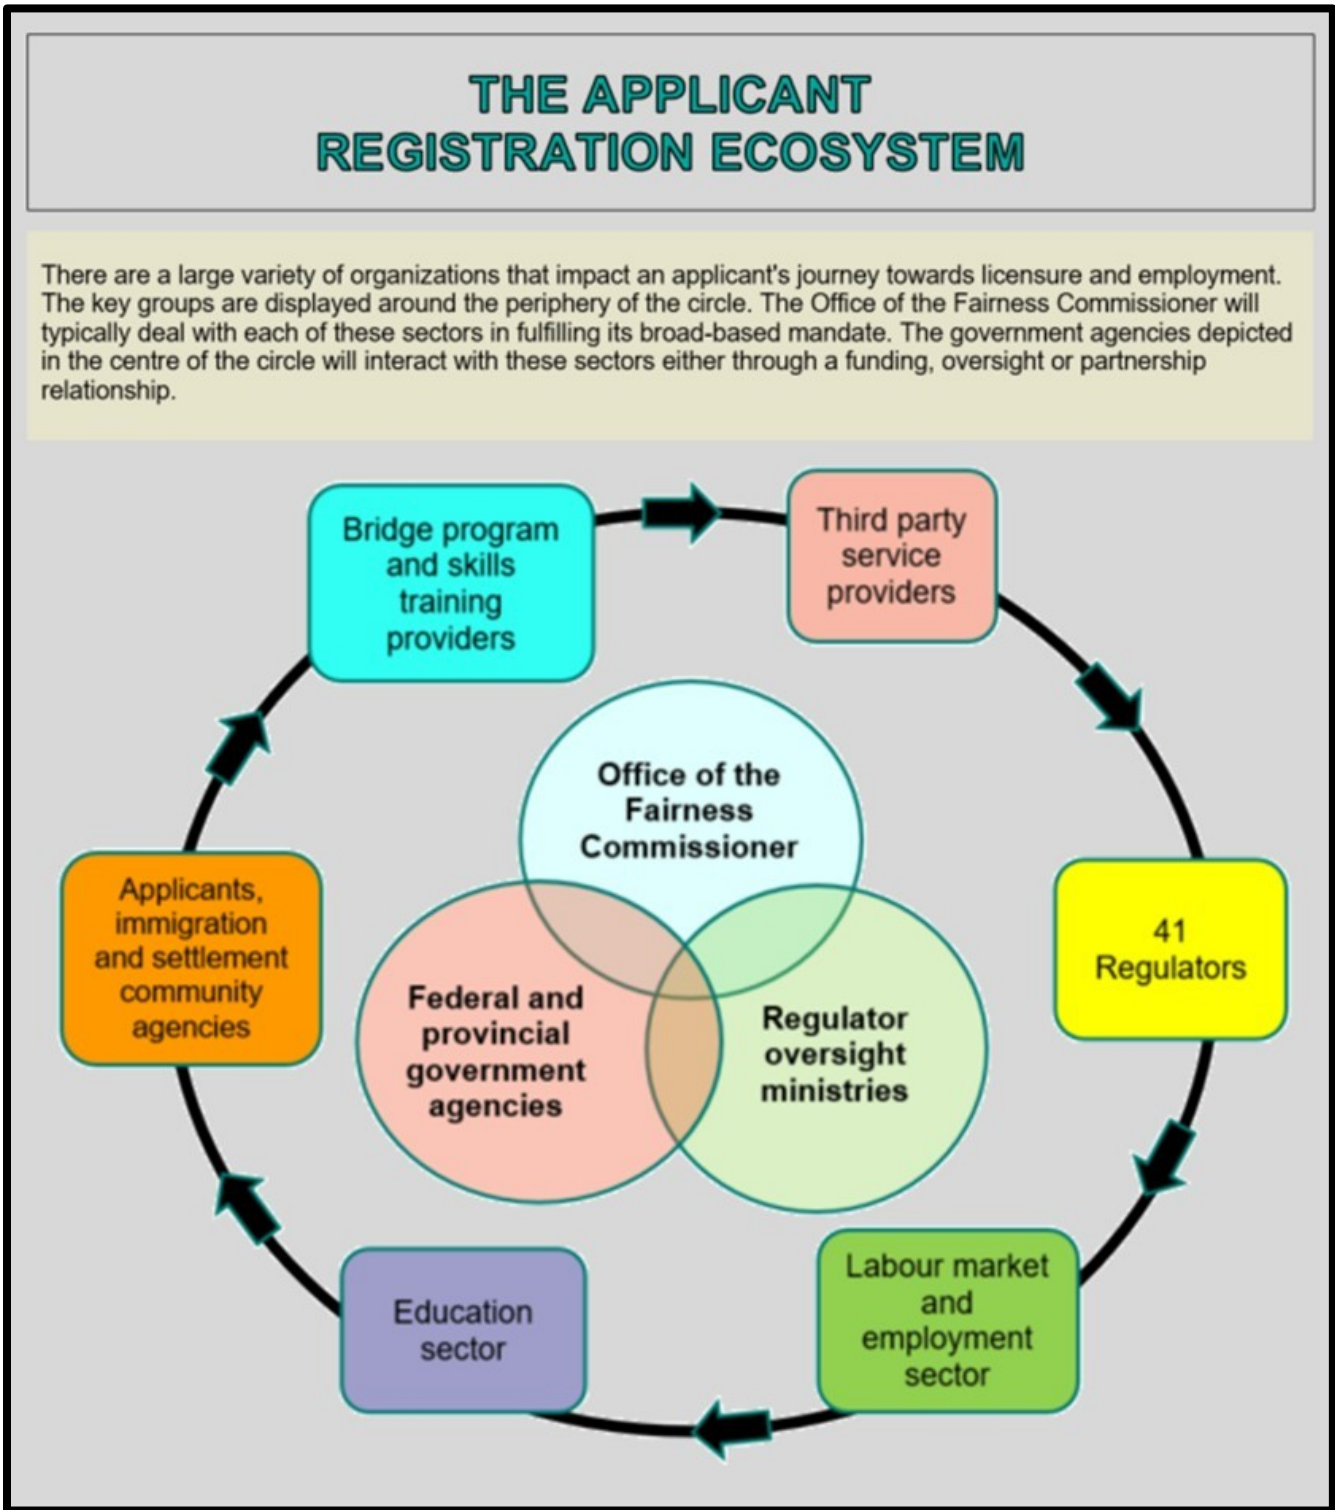 THE APPLICANT
REGISTRATION ECOSYSTEM
There are a large variety of organizations that impact an applicant's journey towards licensure and employment.
The key groups are displayed around the periphery of the circle. The Office of the Fairness Commissioner will
typically deal with each of these sectors in fulfilling its broad-based mandate. The government agencies depicted
in the centre of the circle will interact with these sectors either through a funding, oversight or partnership
relationship.
Bridge program
and skills
training
providers
Third party
service
providers
Office of the
Fairness
Commissioner
Applicants,
immigration
and settlement
community
agencies
41
Regulators
Federal and
provincial
government
agencies
Regulator
oversight
ministries
Education
sector
Labour market
and
employment
sector